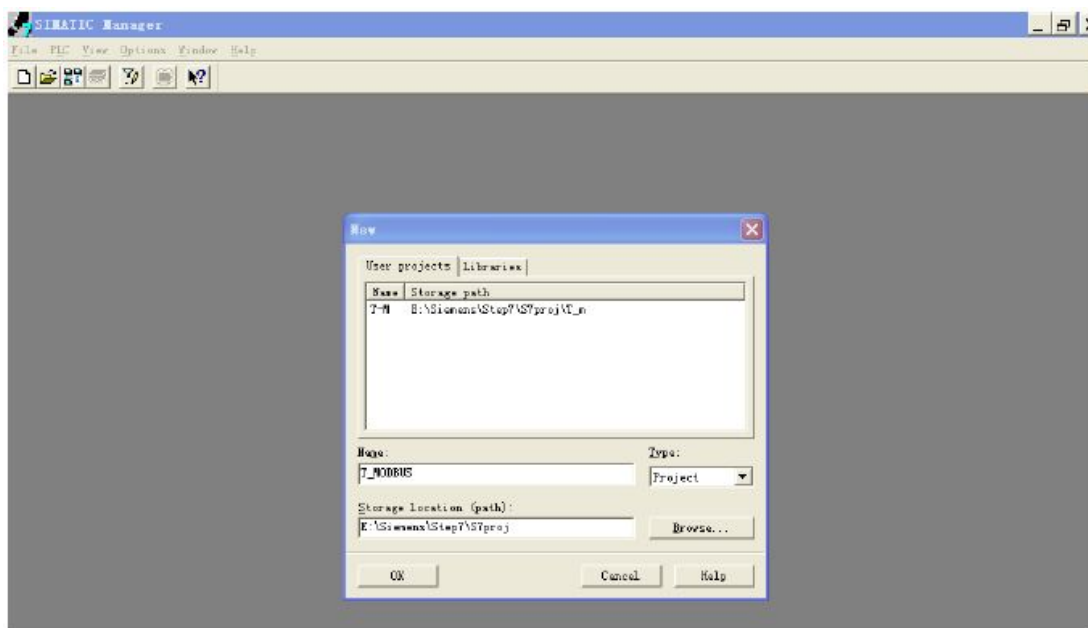 SIMATIC Manager
File PLC View Options Window Help
New
User projects Libraries
Name Storage path
T-M E:\Siemens\Step7\S7proj\T_m
Name:
T_MODBUS
Type:
Project
Storage location (path):
E:\Siemens\Step7\S7proj
Browse...
OK Cancel Help